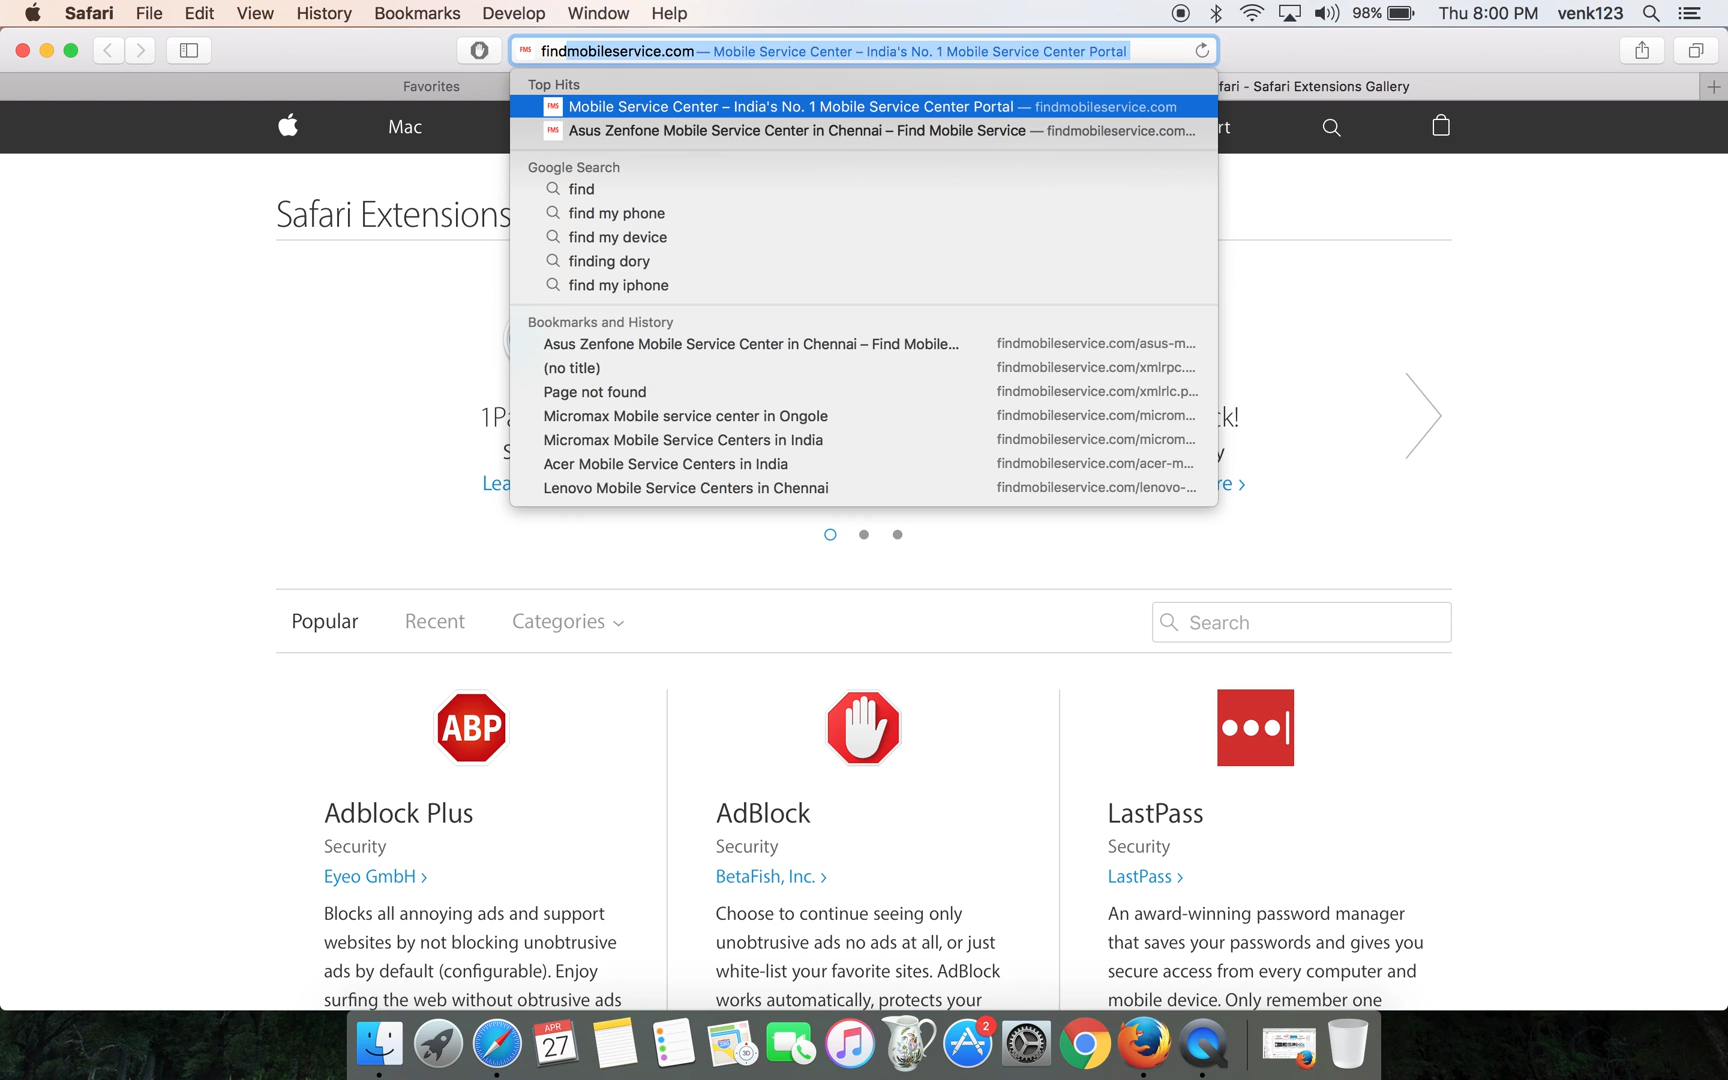 Safari File Edit View History Bookmarks Develop Window Help 98% Thu 8:00 PM venk123
FMS findmobileservice.com — Mobile Service Center – India's No. 1 Mobile Service Center Portal
Favorites
fari - Safari Extensions Gallery
Top Hits
FMS Mobile Service Center – India's No. 1 Mobile Service Center Portal — findmobileservice.com
FMS Asus Zenfone Mobile Service Center in Chennai – Find Mobile Service — findmobileservice.com...
Mac
rt
Google Search
find
find my phone
find my device
finding dory
find my iphone
Safari Extensions
Bookmarks and History
Asus Zenfone Mobile Service Center in Chennai – Find Mobile... findmobileservice.com/asus-m...
(no title) findmobileservice.com/xmlrpc....
Page not found findmobileservice.com/xmlrlc.p...
Micromax Mobile service center in Ongole findmobileservice.com/microm...
Micromax Mobile Service Centers in India findmobileservice.com/microm...
Acer Mobile Service Centers in India findmobileservice.com/acer-m...
Lenovo Mobile Service Centers in Chennai findmobileservice.com/lenovo-...
1Pa
ck!
S
y
Lea
re >
Popular Recent Categories
Search
ABP
Adblock Plus
Security
Eyeo GmbH >
Blocks all annoying ads and support
websites by not blocking unobtrusive
ads by default (configurable). Enjoy
surfing the web without obtrusive ads
AdBlock
Security
BetaFish, Inc. >
Choose to continue seeing only
unobtrusive ads no ads at all, or just
white-list your favorite sites. AdBlock
works automatically, protects your
LastPass
Security
LastPass >
An award-winning password manager
that saves your passwords and gives you
secure access from every computer and
mobile device. Only remember one
APR
27
3D
2